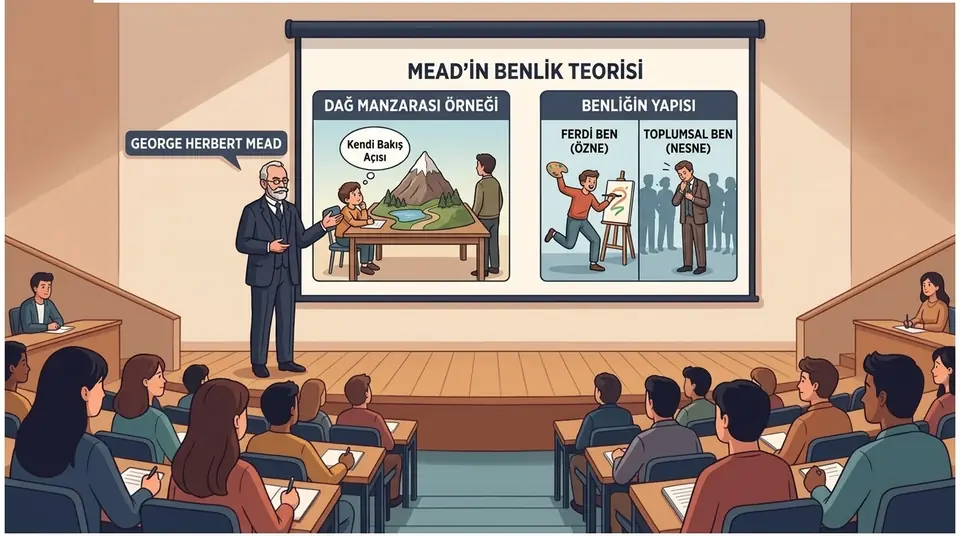 MEAD'İN BENLİK TEORİSİ
DAĞ MANZARASI ÖRNEĞİ
Kendi Bakış
Açısı
BENLİĞİN YAPISI
FERDİ BEN
(ÖZNE)
TOPLUMSAL BEN
(NESNE)
GEORGE HERBERT MEAD